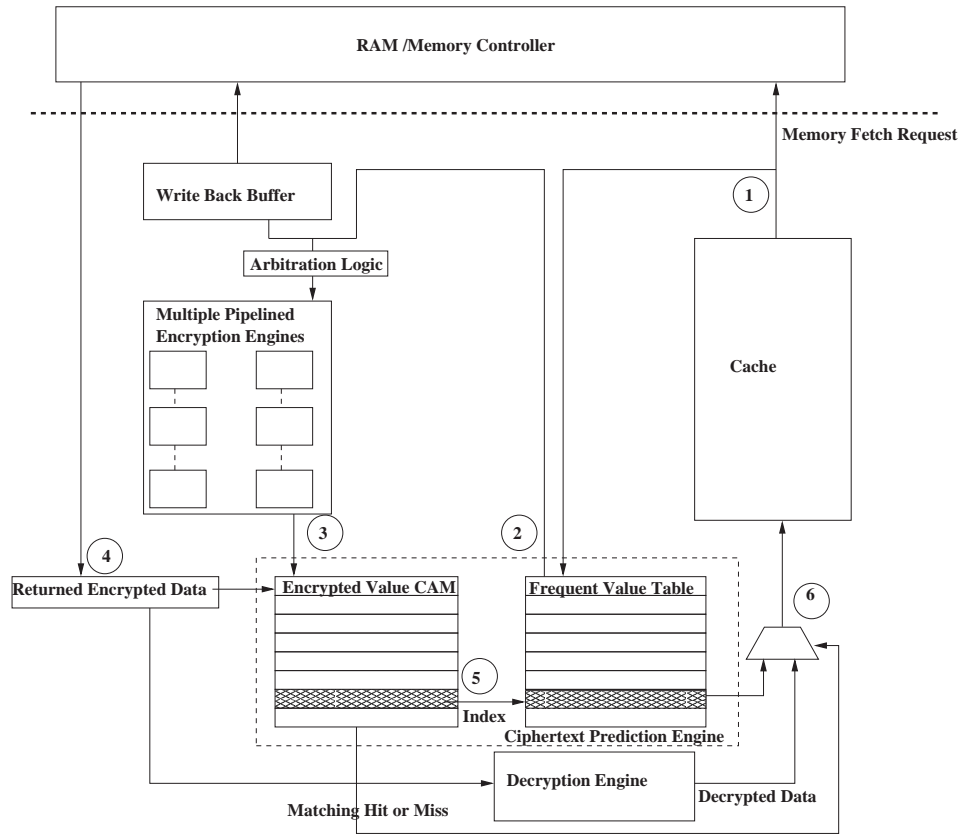 RAM /Memory Controller
Memory Fetch Request
1
Write Back Buffer
Arbitration Logic
Multiple Pipelined
Encryption Engines
Cache
3
2
4
Returned Encrypted Data
Encrypted Value CAM
Frequent Value Table
6
5
Index
Ciphertext Prediction Engine
Decryption Engine
Decrypted Data
Matching Hit or Miss